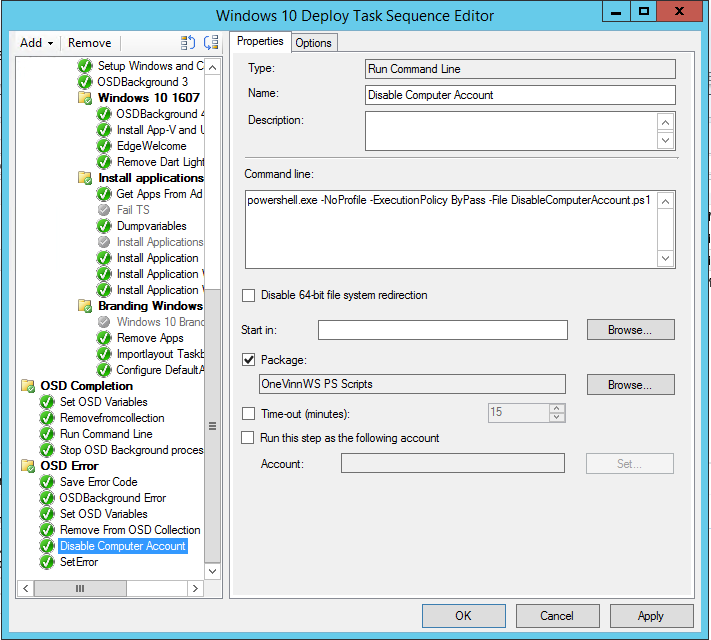 Windows 10 Deploy Task Sequence Editor
Add
Remove
Setup Windows and C
OSDBackground 3
Windows 10 1607
OSDBackground 4
Install App-V and U
EdgeWelcome
Remove Dart Light
Install applications
Get Apps From Ad
Fail TS
Dumpvariables
Install Applications
Install Application
Install Application V
Install Application V
Branding Windows
Windows 10 Branc
Remove Apps
Importlayout Taskb
Configure DefaultA
OSD Completion
Set OSD Variables
Removefromcollection
Run Command Line
Stop OSD Background proces
OSD Error
Save Error Code
OSDBackground Error
Set OSD Variables
Remove From OSD Collection
Disable Computer Account
SetError
Properties
Options
Type:
Run Command Line
Name:
Disable Computer Account
Description:
Command line:
powershell.exe -NoProfile -ExecutionPolicy ByPass -File DisableComputerAccount.ps1
Disable 64-bit file system redirection
Start in:
Browse...
Package:
OneVinnWS PS Scripts
Browse...
Time-out (minutes):
15
Run this step as the following account
Account:
Set...
OK
Cancel
Apply